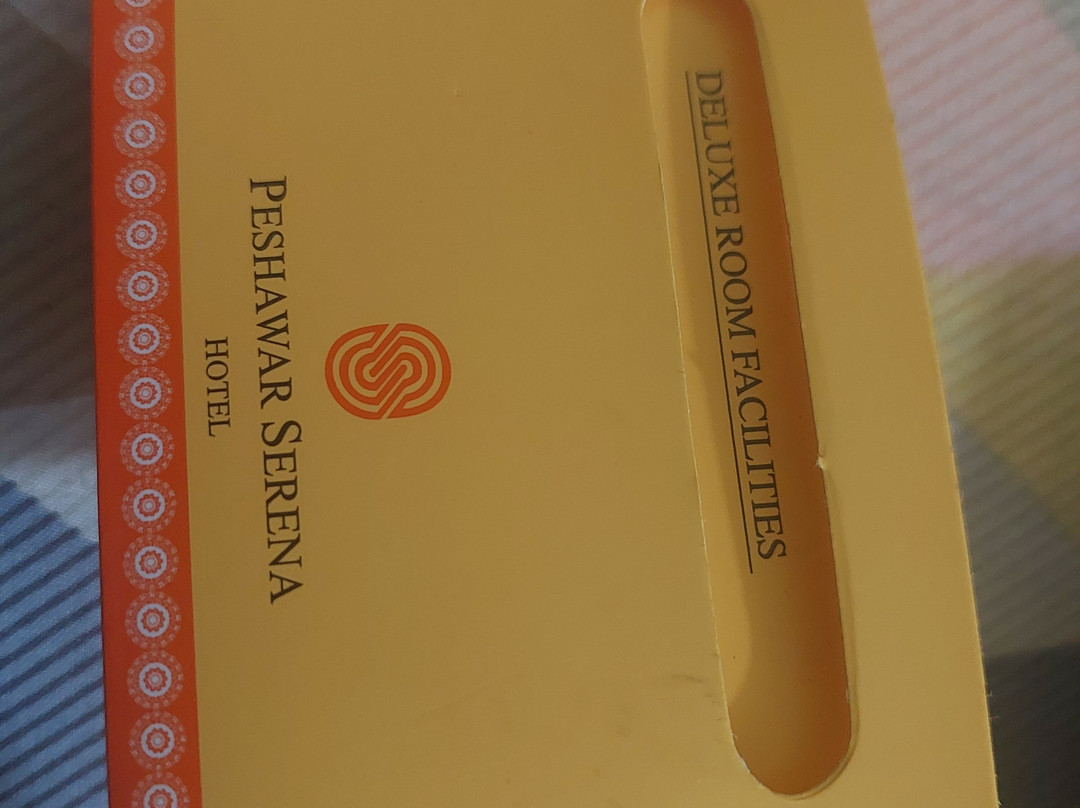 DELUXE ROOM FACILITIES
PESHAWAR SERENA
HOTEL